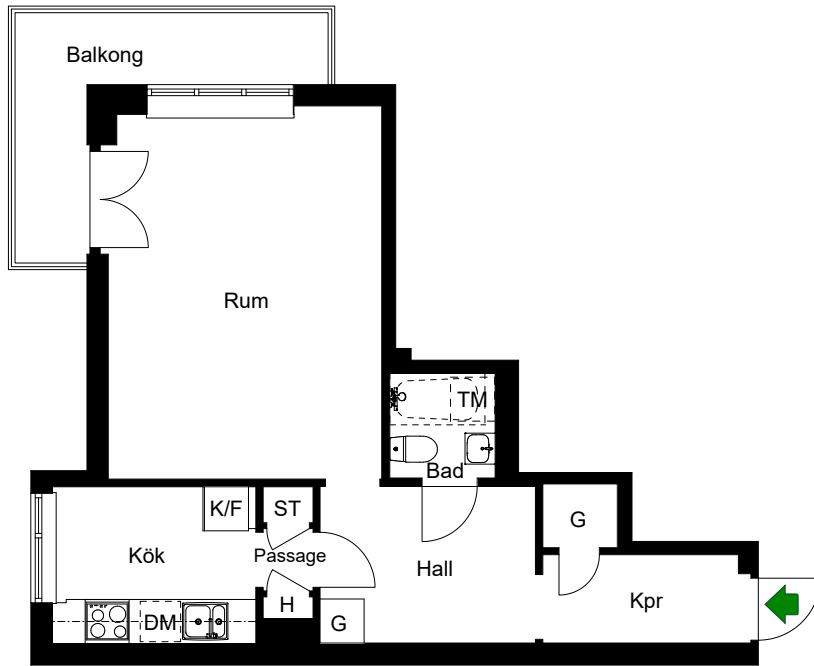 Balkong
Rum
TM
Bad
K/F
ST
G
Kök
Passage
Hall
Kpr
H
DM
G